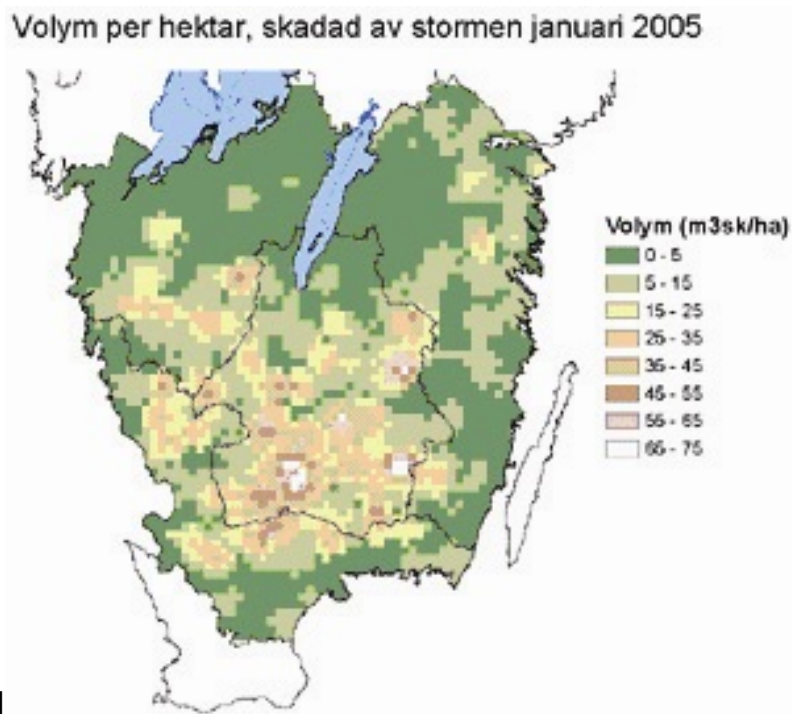 Volym per hektar, skadad av stormen januari 2005
Volym (m3sk/ha)
0 - 5
5 - 15
15 - 25
25 - 35
35 - 45
45 - 55
55 - 65
65 - 75